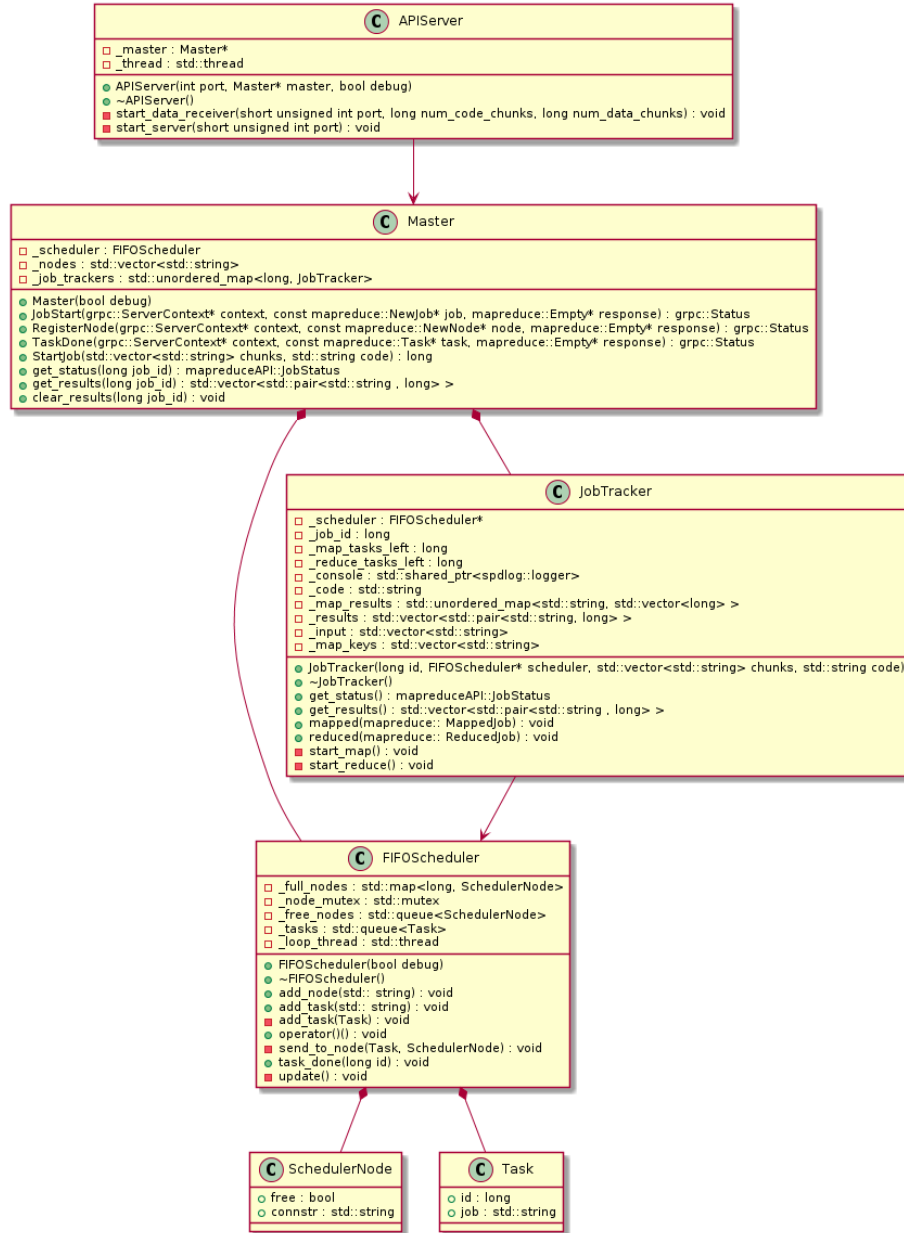 C APIServer
_master : Master*
_thread : std::thread
APIServer(int port, Master* master, bool debug)
~APIServer()
start_data_receiver(short unsigned int port, long num_code_chunks, long num_data_chunks) : void
start_server(short unsigned int port) : void
C Master
_scheduler : FIFOScheduler
_nodes : std::vector<std::string>
_job_trackers : std::unordered_map<long, JobTracker>
Master(bool debug)
JobStart(grpc::ServerContext* context, const mapreduce::NewJob* job, mapreduce::Empty* response) : grpc::Status
RegisterNode(grpc::ServerContext* context, const mapreduce::NewNode* node, mapreduce::Empty* response) : grpc::Status
TaskDone(grpc::ServerContext* context, const mapreduce::Task* task, mapreduce::Empty* response) : grpc::Status
StartJob(std::vector<std::string> chunks, std::string code) : long
get_status(long job_id) : mapreduceAPI::JobStatus
get_results(long job_id) : std::vector<std::pair<std::string , long> >
clear_results(long job_id) : void
C JobTracker
_scheduler : FIFOScheduler*
_job_id : long
_map_tasks_left : long
_reduce_tasks_left : long
_console : std::shared_ptr<spdlog::logger>
_code : std::string
_map_results : std::unordered_map<std::string, std::vector<long> >
_results : std::vector<std::pair<std::string, long> >
_input : std::vector<std::string>
_map_keys : std::vector<std::string>
JobTracker(long id, FIFOScheduler* scheduler, std::vector<std::string> chunks, std::string code)
~JobTracker()
get_status() : mapreduceAPI::JobStatus
get_results() : std::vector<std::pair<std::string , long> >
mapped(mapreduce:: MappedJob) : void
reduced(mapreduce:: ReducedJob) : void
start_map() : void
start_reduce() : void
C FIFOScheduler
_full_nodes : std::map<long, SchedulerNode>
_node_mutex : std::mutex
_free_nodes : std::queue<SchedulerNode>
_tasks : std::queue<Task>
_loop_thread : std::thread
FIFOScheduler(bool debug)
~FIFOScheduler()
add_node(std:: string) : void
add_task(std:: string) : void
add_task(Task) : void
operator()() : void
send_to_node(Task, SchedulerNode) : void
task_done(long id) : void
update() : void
C SchedulerNode
free : bool
connstr : std::string
C Task
id : long
job : std::string